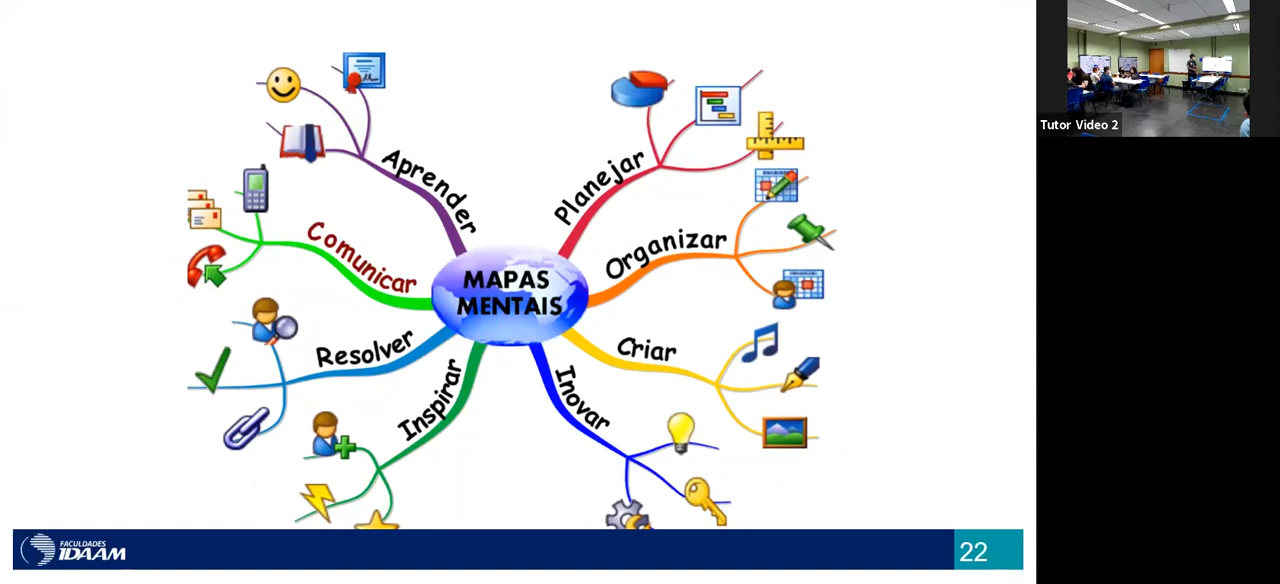 Aprender
Planejar
Comunicar
Organizar
MAPAS
MENTAIS
Resolver
Criar
Inspirar
Inovar
FACULDADES
IDAAM
22
Tutor Video 2